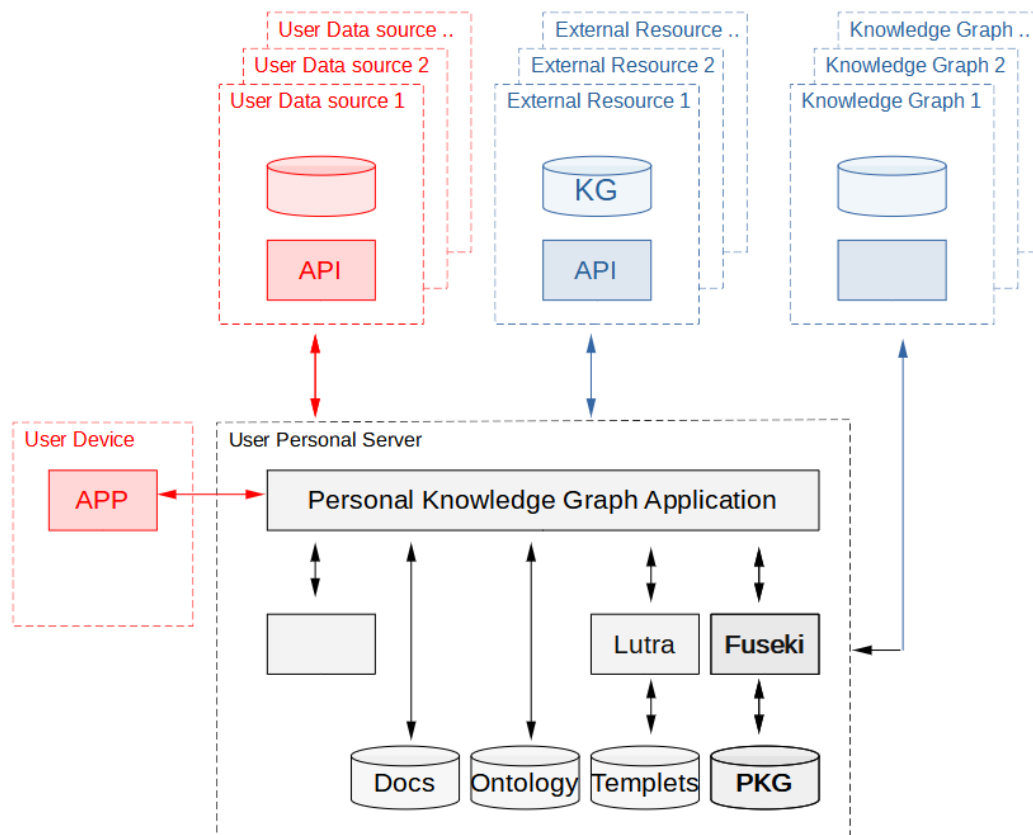 User Data source ..
User Data source 2
User Data source 1
API
External Resource ..
External Resource 2
External Resource 1
KG
API
Knowledge Graph ..
Knowledge Graph 2
Knowledge Graph 1
User Device
APP
User Personal Server
Personal Knowledge Graph Application
Lutra
Fuseki
Docs
Ontology
Templets
PKG